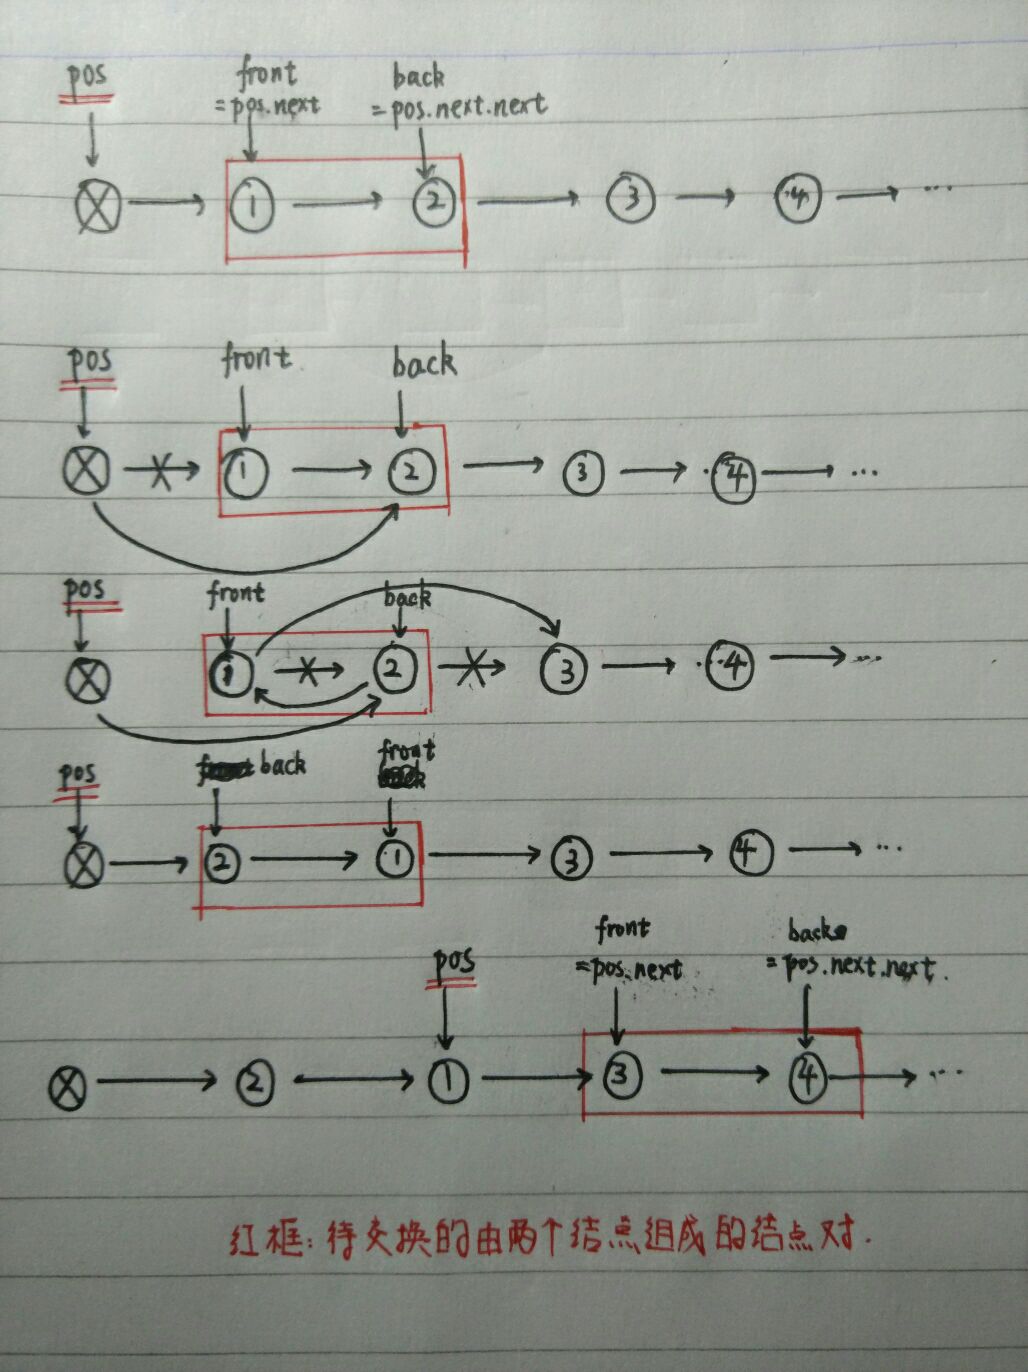 pos front back
=pos.next =pos.next.next
1 2 3 4 ...
pos front back
1 2 3 4 ...
pos front back
1 2 3 4 ...
pos back front
2 1 3 4 ...
pos front back
=pos.next =pos.next.next.
2 1 3 4 ...
红框:待交换的由两个结点组成的结点对.